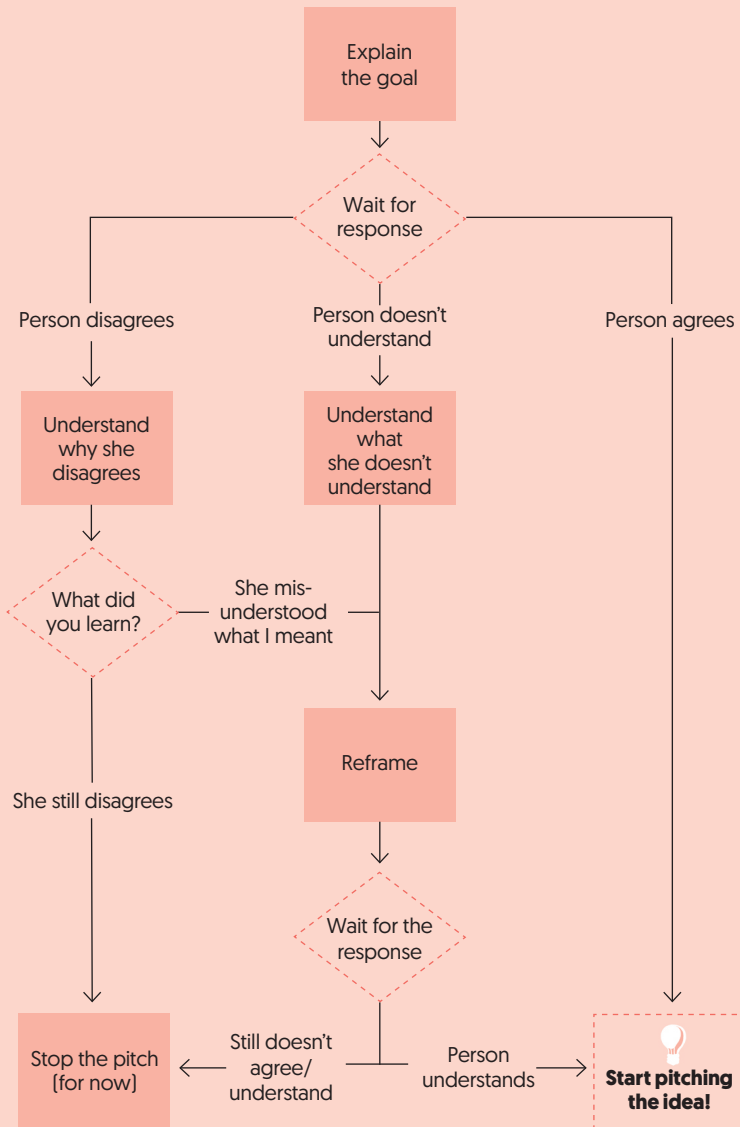 Explain
the goal
Wait for
response
Person disagrees
Person doesn't
understand
Person agrees
Understand
why she
disagrees
Understand
what
she doesn't
understand
What did
you learn?
She mis-
understood
what I meant
Reframe
She still disagrees
Wait for the
response
Stop the pitch
(for now)
Still doesn't
agree/
understand
Person
understands
Start pitching
the idea!